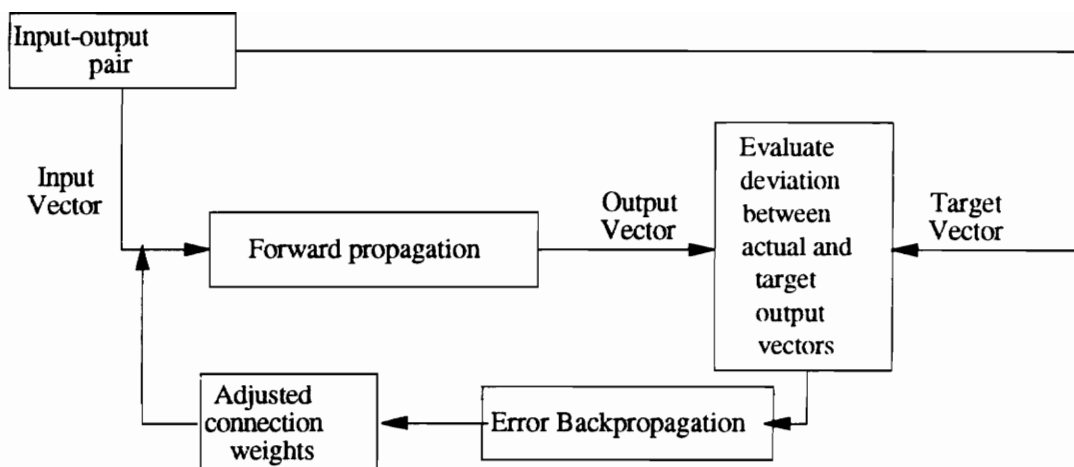 Input-output
pair
Input
Vector
Forward propagation
Output
Vector
Evaluate
deviation
between
actual and
target
output
vectors
Target
Vector
Error Backpropagation
Adjusted
connection
weights